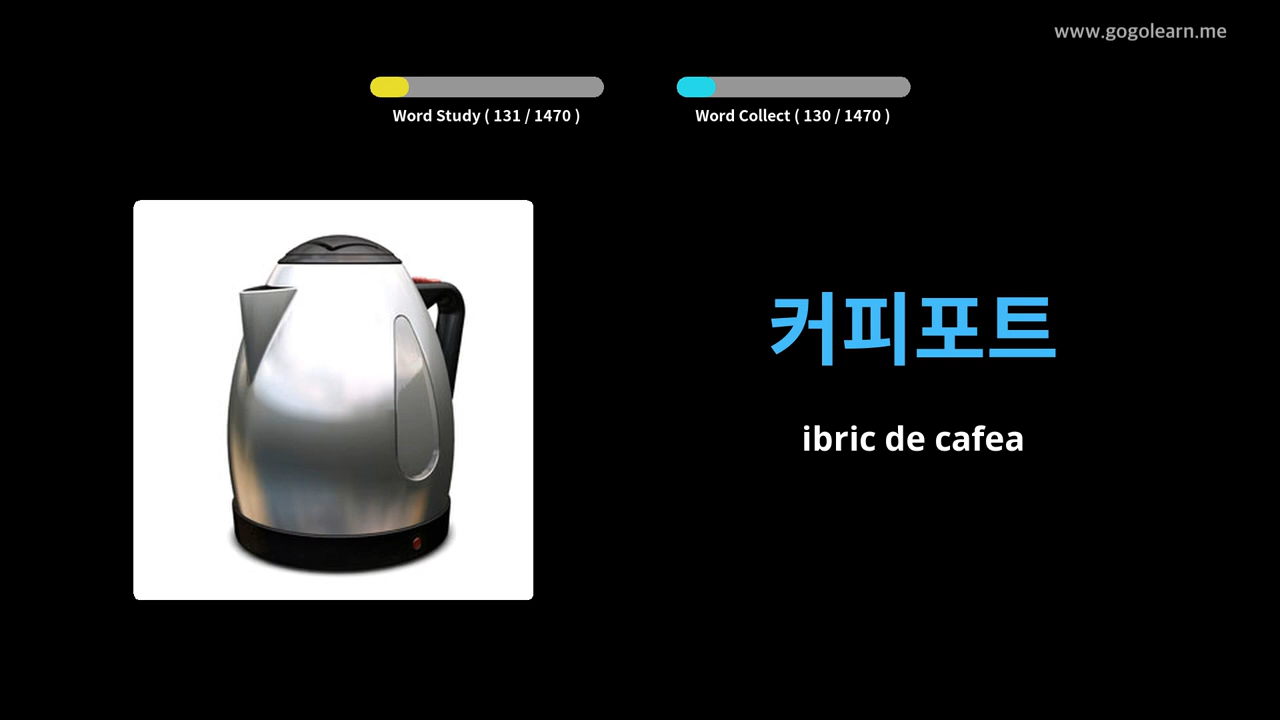 www.gogolearn.me
Word Study ( 131 / 1470 )
Word Collect ( 130 / 1470 )
커피포트
ibric de cafea